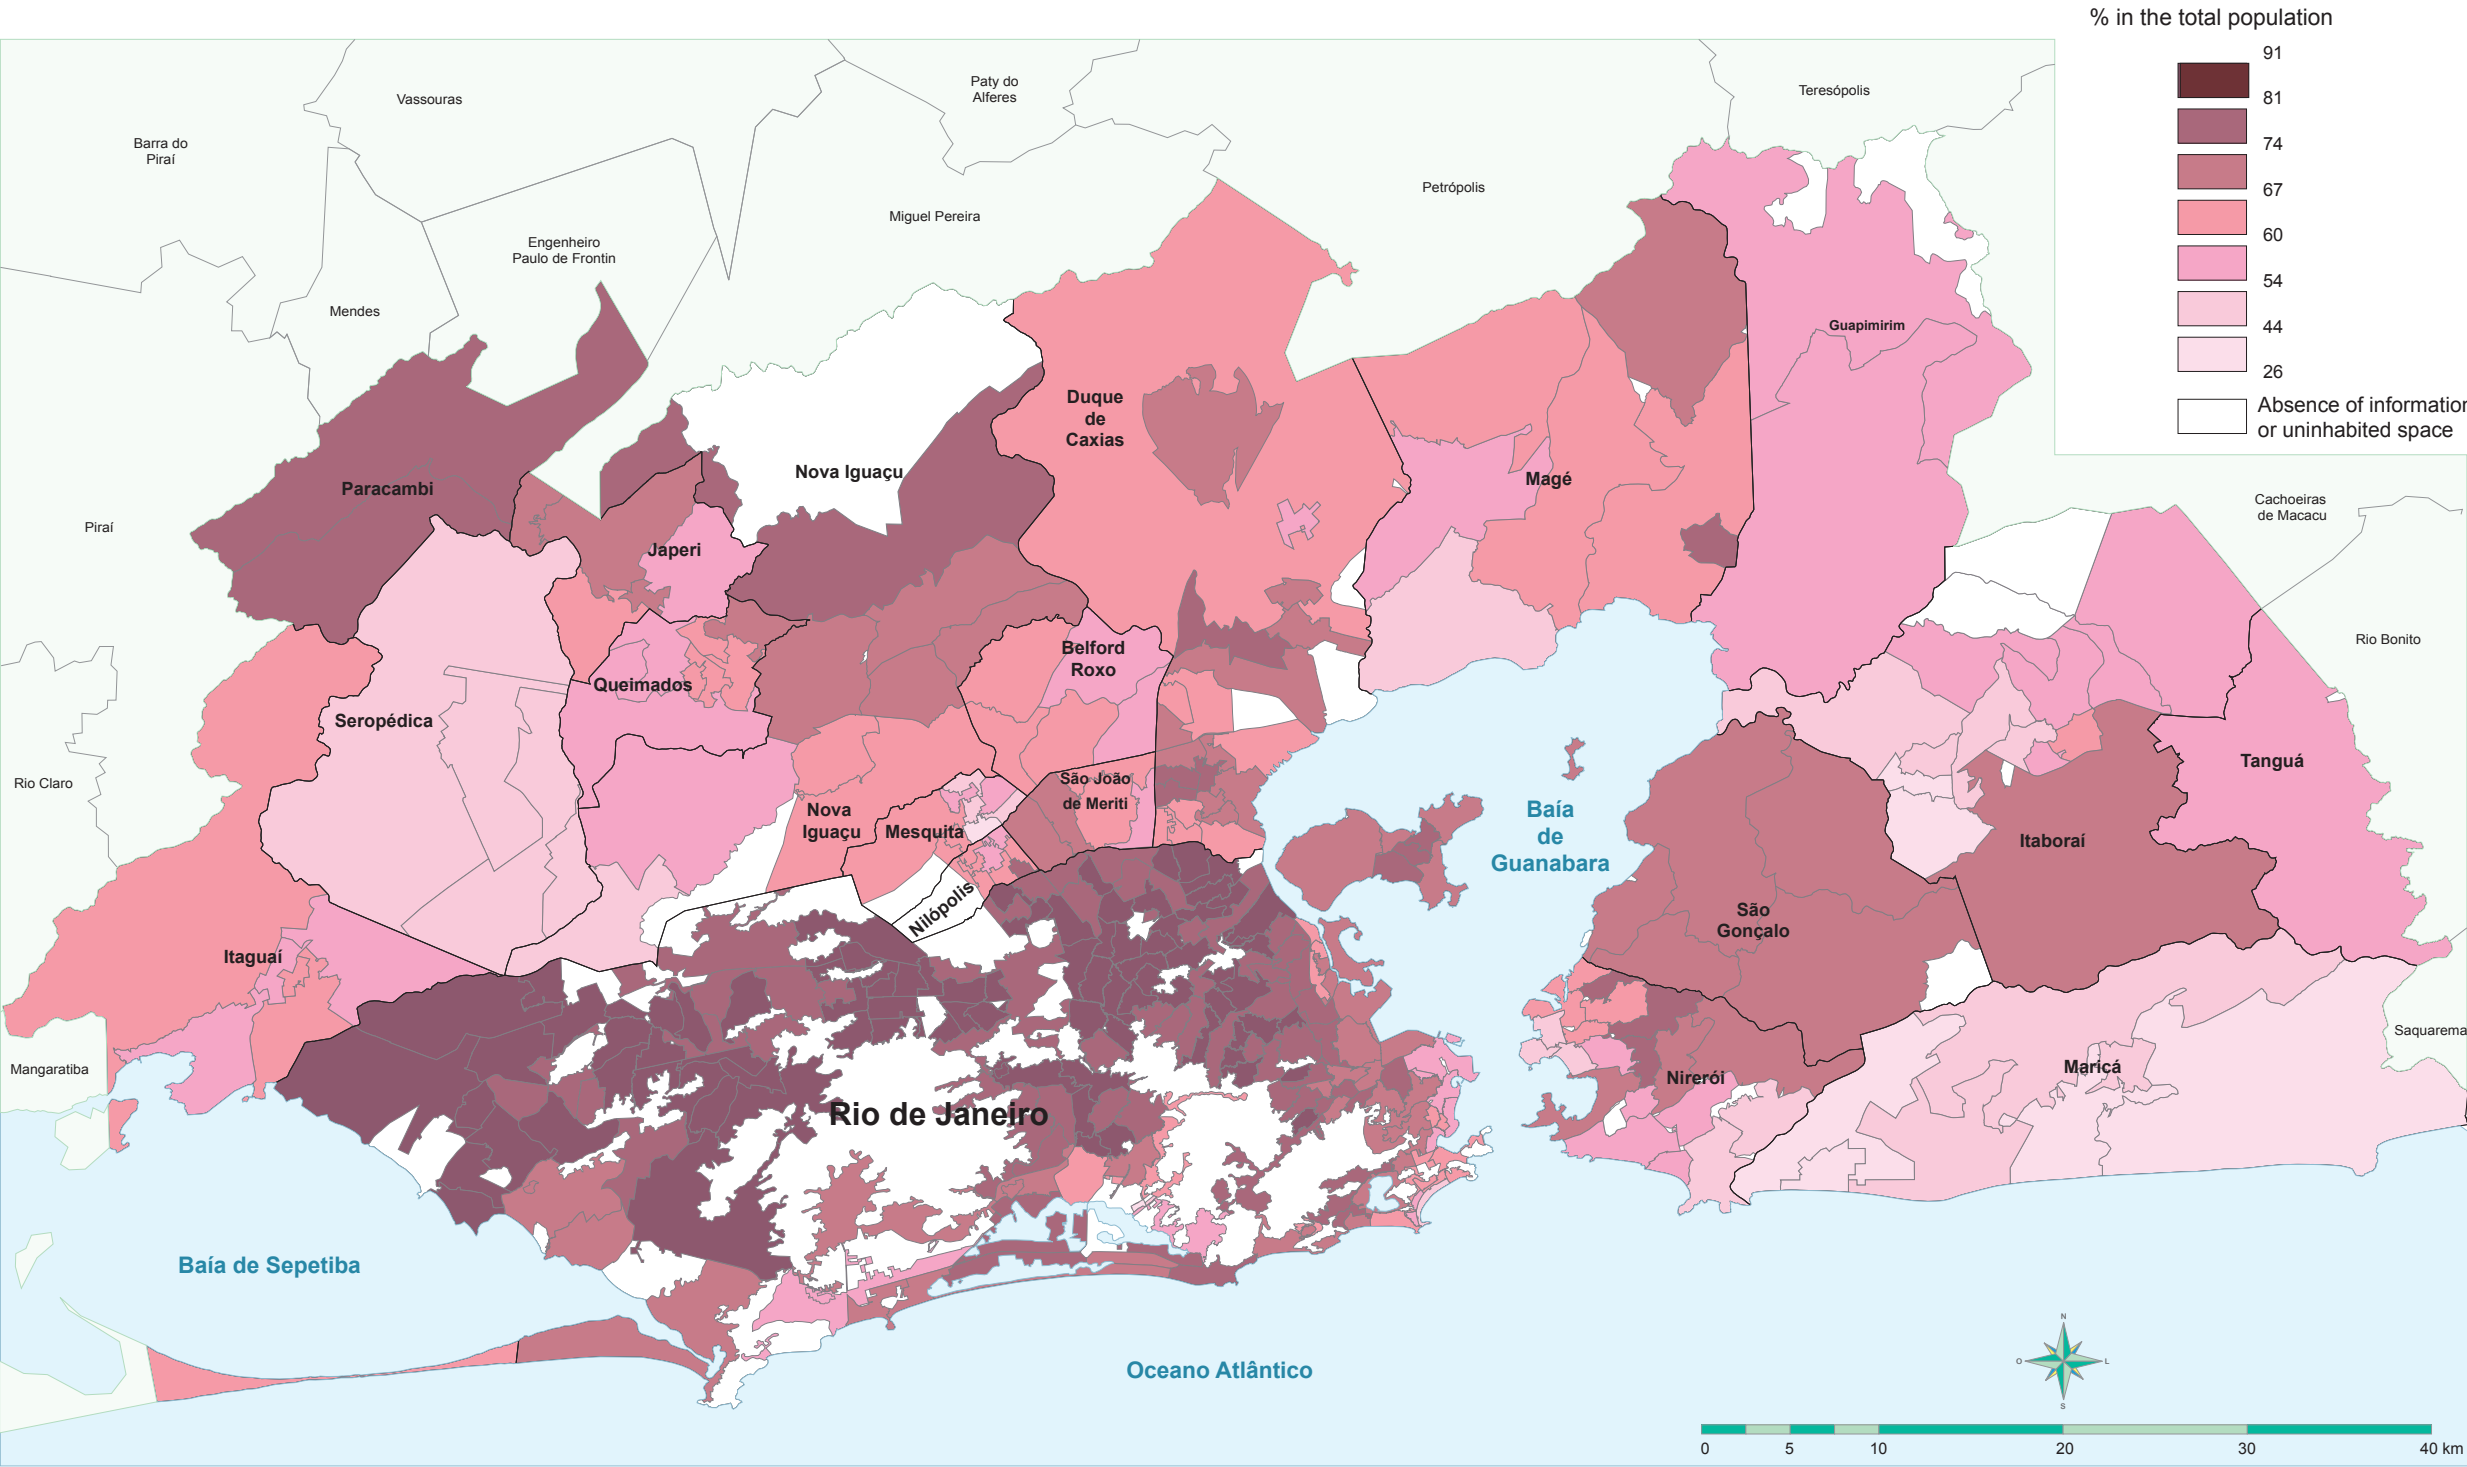 % in the total population
91
81
74
67
60
54
44
26
Absence of information
or uninhabited space
Paty do
Alferes
Teresópolis
Vassouras
Barra do
Piraí
Petrópolis
Miguel Pereira
Engenheiro
Paulo de Frontin
Mendes
Guapimirim
Duque
de
Caxias
Nova Iguaçu
Magé
Paracambi
Cachoeiras
de Macacu
Piraí
Japeri
Rio Bonito
Belford
Roxo
Queimados
Seropédica
Tanguá
Rio Claro
São João
de Meriti
Baía
de
Guanabara
Nova
Iguaçu
Mesquita
Itaboraí
Nilópolis
São
Gonçalo
Itaguaí
Saquarema
Mangaratiba
Maricá
Nirerói
Rio de Janeiro
Baía de Sepetiba
Oceano Atlântico
N
O
L
S
0
5
10
20
30
40 km